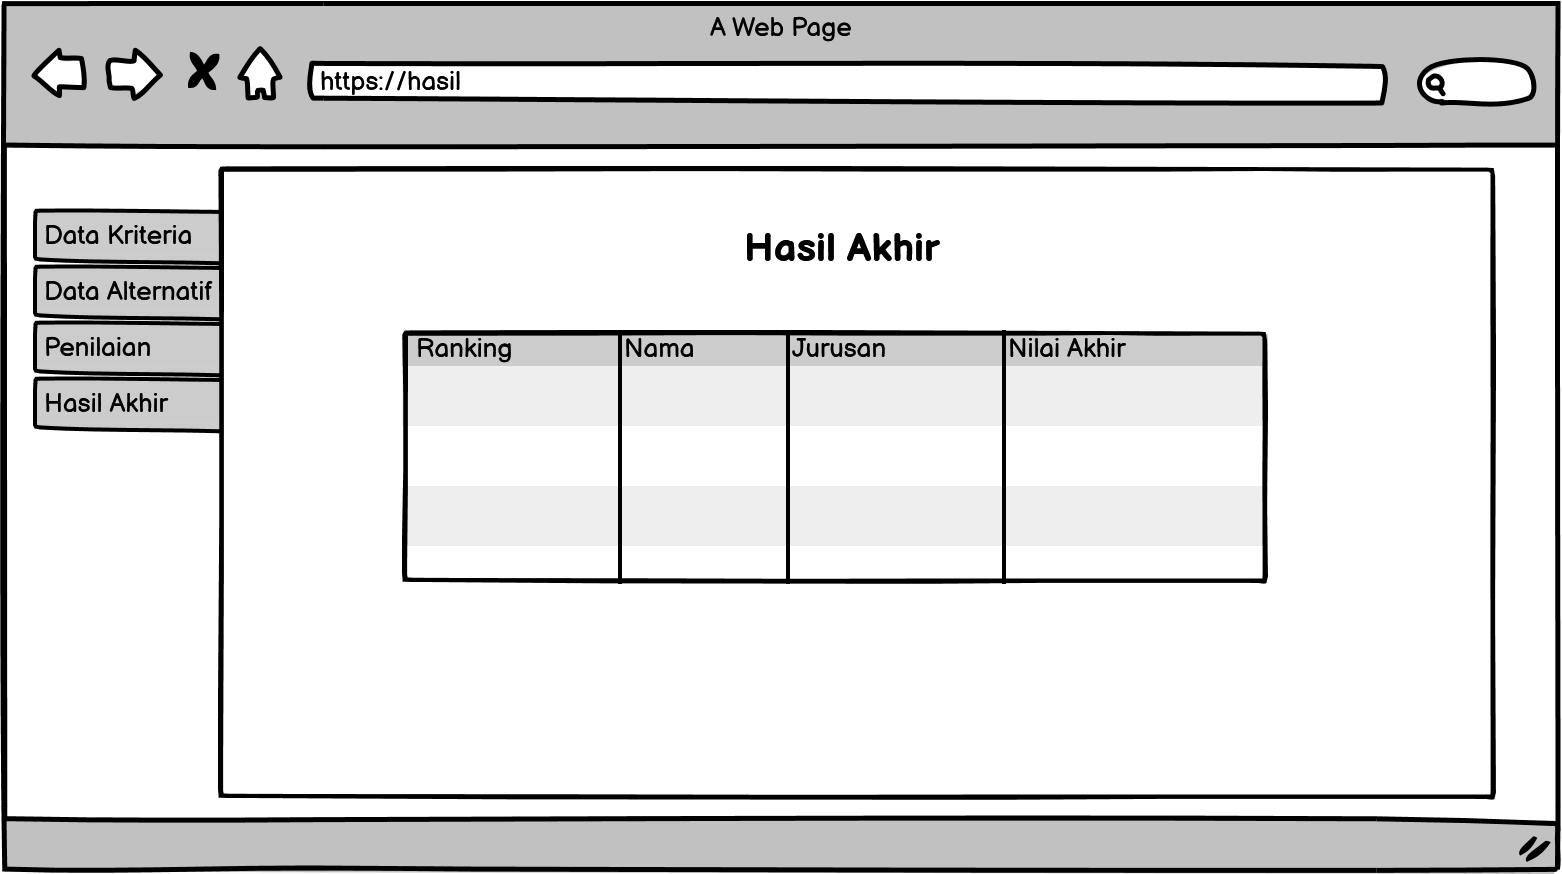 A Web Page
https://hasil
Data Kriteria
Data Alternatif
Penilaian
Hasil Akhir
Hasil Akhir
Ranking Nama Jurusan Nilai Akhir